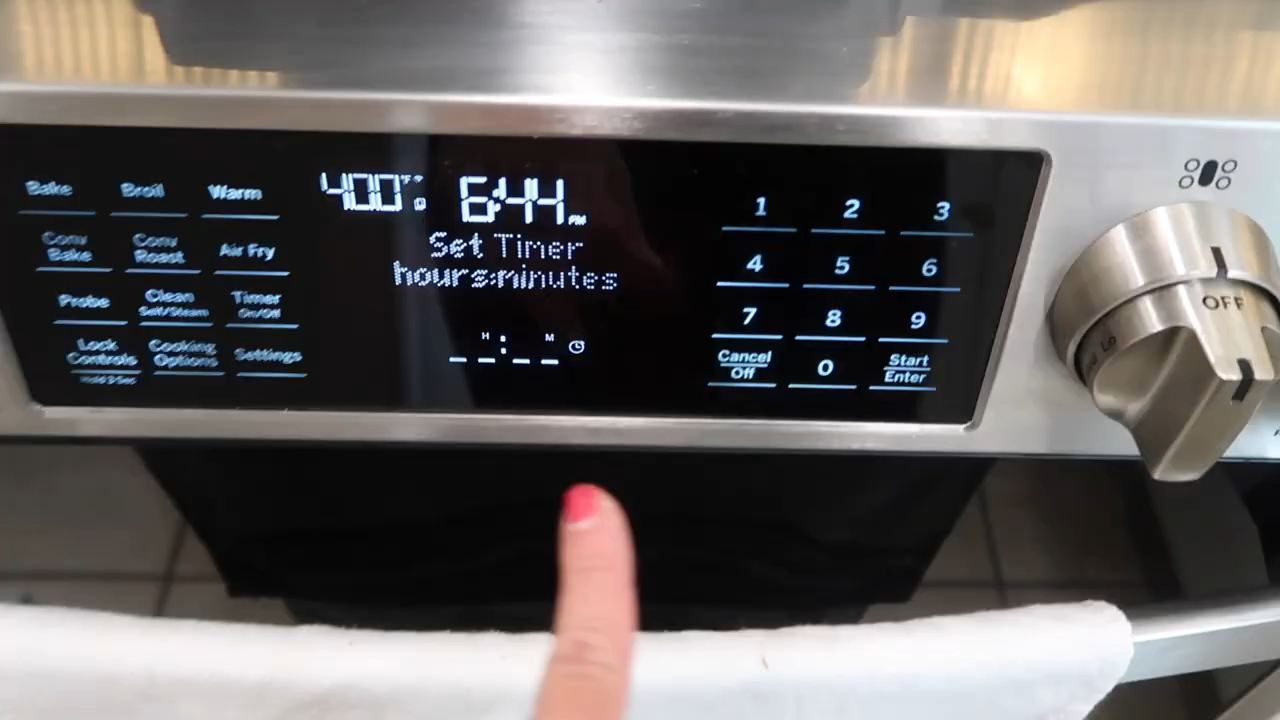 Bake Broil Warm
Conv Bake
Conv Roast
Air Fry
Probe
Clean
Self/Steam
Timer
On/Off
Lock Controls
Hold 3 Sec
Cooking Options
Settings
400°F
6:44 PM
Set Timer
hours:minutes
H : M
_ _ : _ _
1 2 3
4 5 6
7 8 9
Cancel
Off
0
Start
Enter
OFF
Lo